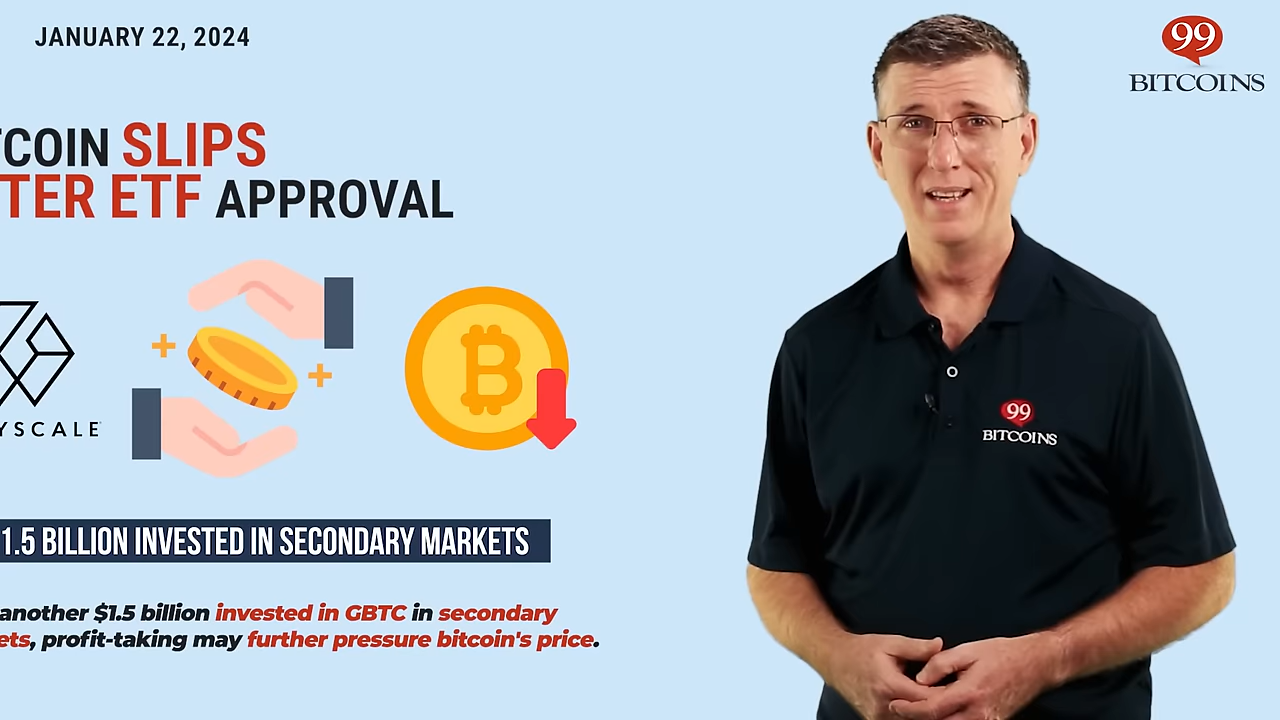 JANUARY 22, 2024
99
BITCOINS
TCOIN SLIPS
TER ETF APPROVAL
YSCALE
99
BITCOINS
1.5 BILLION INVESTED IN SECONDARY MARKETS
another $1.5 billion invested in GBTC in secondary
ets, profit-taking may further pressure bitcoin's price.